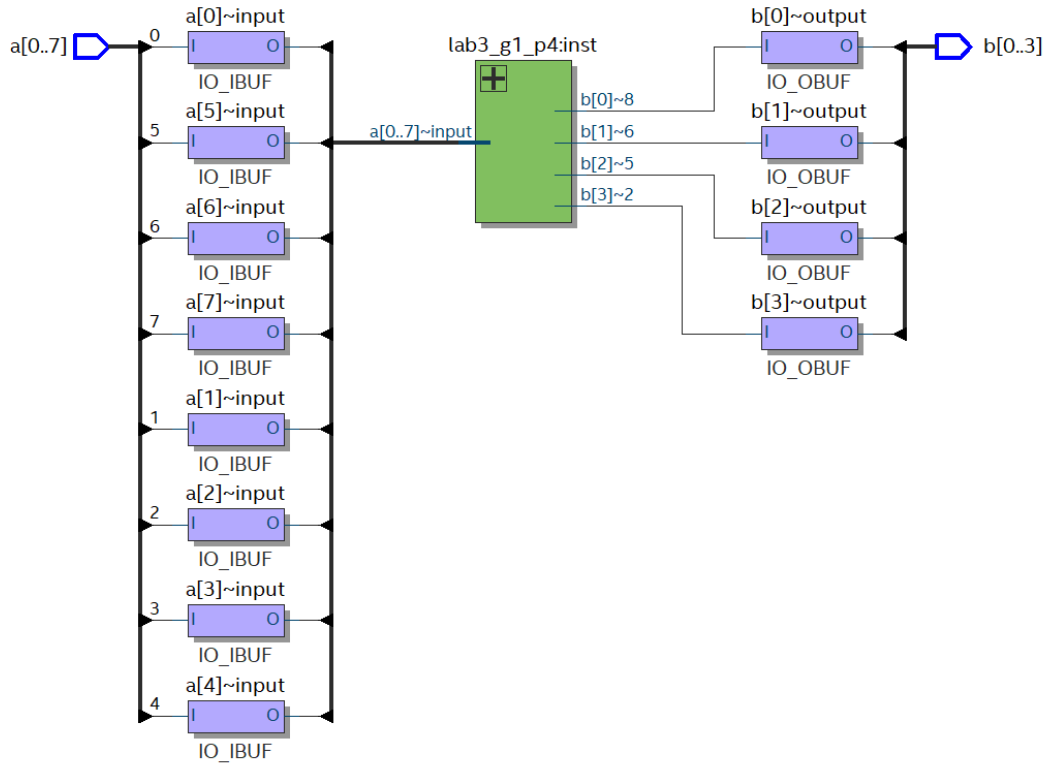 a[0..7]
0
a[0]~input
I
O
IO_IBUF
5
a[5]~input
I
O
IO_IBUF
6
a[6]~input
I
O
IO_IBUF
7
a[7]~input
I
O
IO_IBUF
1
a[1]~input
I
O
IO_IBUF
2
a[2]~input
I
O
IO_IBUF
3
a[3]~input
I
O
IO_IBUF
4
a[4]~input
I
O
IO_IBUF
lab3_g1_p4:inst
a[0..7]~input
b[0]~8
b[1]~6
b[2]~5
b[3]~2
b[0]~output
I
O
IO_OBUF
b[1]~output
I
O
IO_OBUF
b[2]~output
I
O
IO_OBUF
b[3]~output
I
O
IO_OBUF
b[0..3]